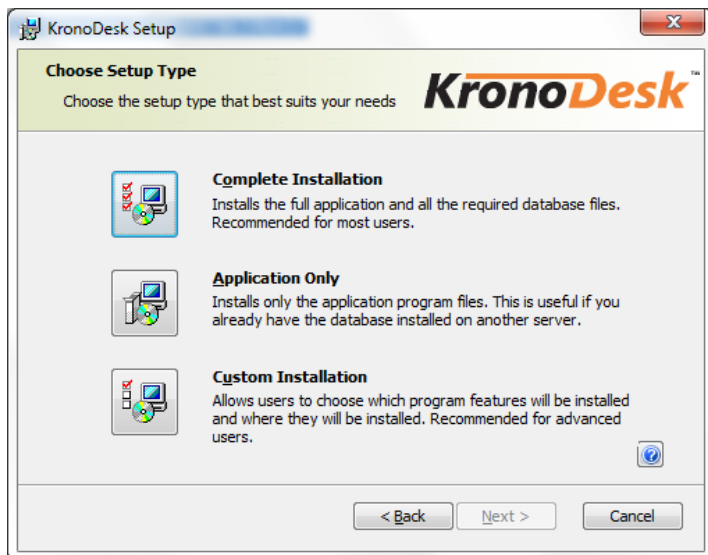 KronoDesk Setup
Choose Setup Type
Choose the setup type that best suits your needs
KronoDesk™
Complete Installation
Installs the full application and all the required database files.
Recommended for most users.
Application Only
Installs only the application program files. This is useful if you
already have the database installed on another server.
Custom Installation
Allows users to choose which program features will be installed
and where they will be installed. Recommended for advanced
users.
< Back
Next >
Cancel